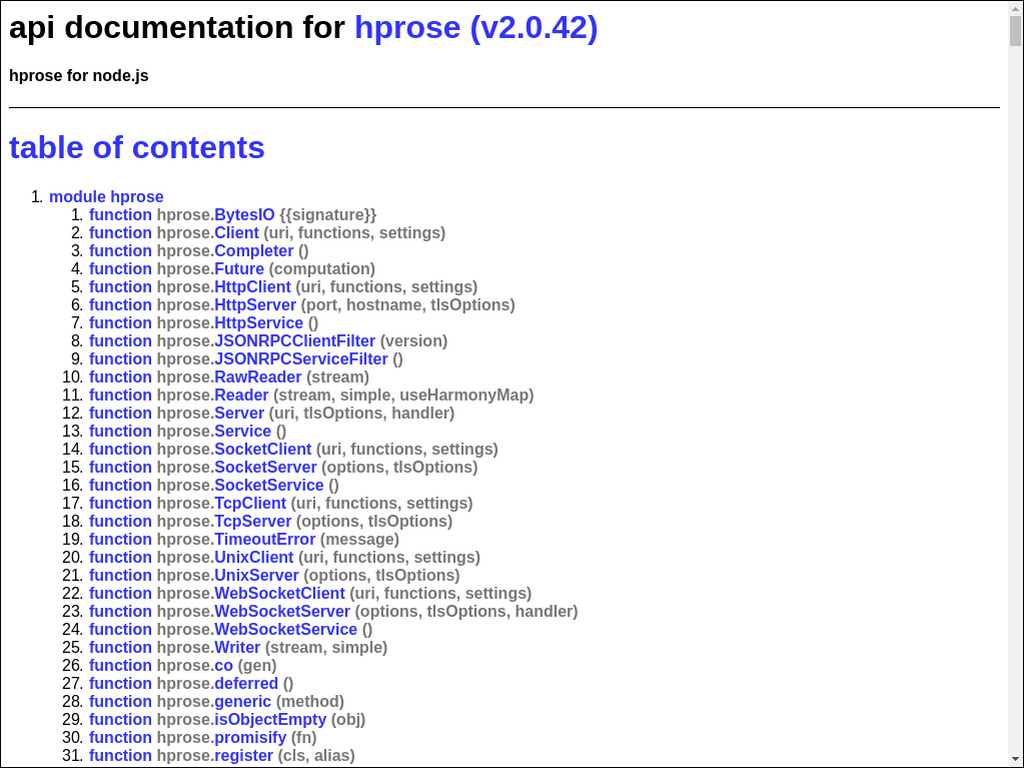 api documentation for hprose (v2.0.42)
hprose for node.js
table of contents
1. module hprose
1. function hprose.BytesIO {{signature}}
2. function hprose.Client (uri, functions, settings)
3. function hprose.Completer ()
4. function hprose.Future (computation)
5. function hprose.HttpClient (uri, functions, settings)
6. function hprose.HttpServer (port, hostname, tlsOptions)
7. function hprose.HttpService ()
8. function hprose.JSONRPCClientFilter (version)
9. function hprose.JSONRPCServiceFilter ()
10. function hprose.RawReader (stream)
11. function hprose.Reader (stream, simple, useHarmonyMap)
12. function hprose.Server (uri, tlsOptions, handler)
13. function hprose.Service ()
14. function hprose.SocketClient (uri, functions, settings)
15. function hprose.SocketServer (options, tlsOptions)
16. function hprose.SocketService ()
17. function hprose.TcpClient (uri, functions, settings)
18. function hprose.TcpServer (options, tlsOptions)
19. function hprose.TimeoutError (message)
20. function hprose.UnixClient (uri, functions, settings)
21. function hprose.UnixServer (options, tlsOptions)
22. function hprose.WebSocketClient (uri, functions, settings)
23. function hprose.WebSocketServer (options, tlsOptions, handler)
24. function hprose.WebSocketService ()
25. function hprose.Writer (stream, simple)
26. function hprose.co (gen)
27. function hprose.deferred ()
28. function hprose.generic (method)
29. function hprose.isObjectEmpty (obj)
30. function hprose.promisify (fn)
31. function hprose.register (cls, alias)